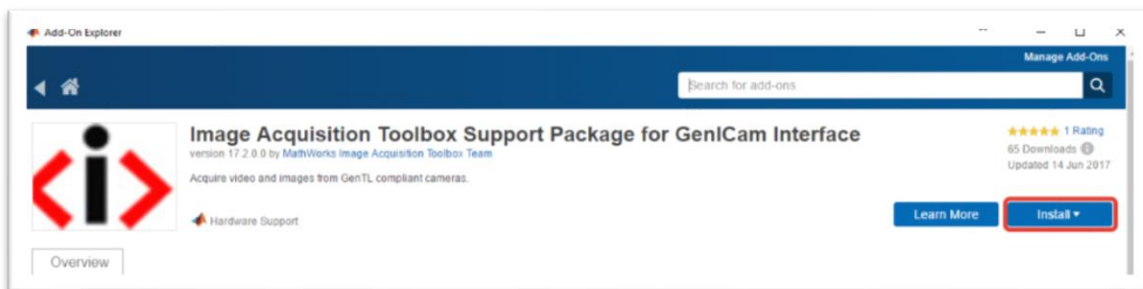 Add-On Explorer
Manage Add-Ons
Search for add-ons
Image Acquisition Toolbox Support Package for GenICam Interface
version 17.2.0.0 by MathWorks Image Acquisition Toolbox Team
Acquire video and images from GenTL compliant cameras.
1 Rating
65 Downloads
Updated 14 Jun 2017
Hardware Support
Learn More
Install
Overview